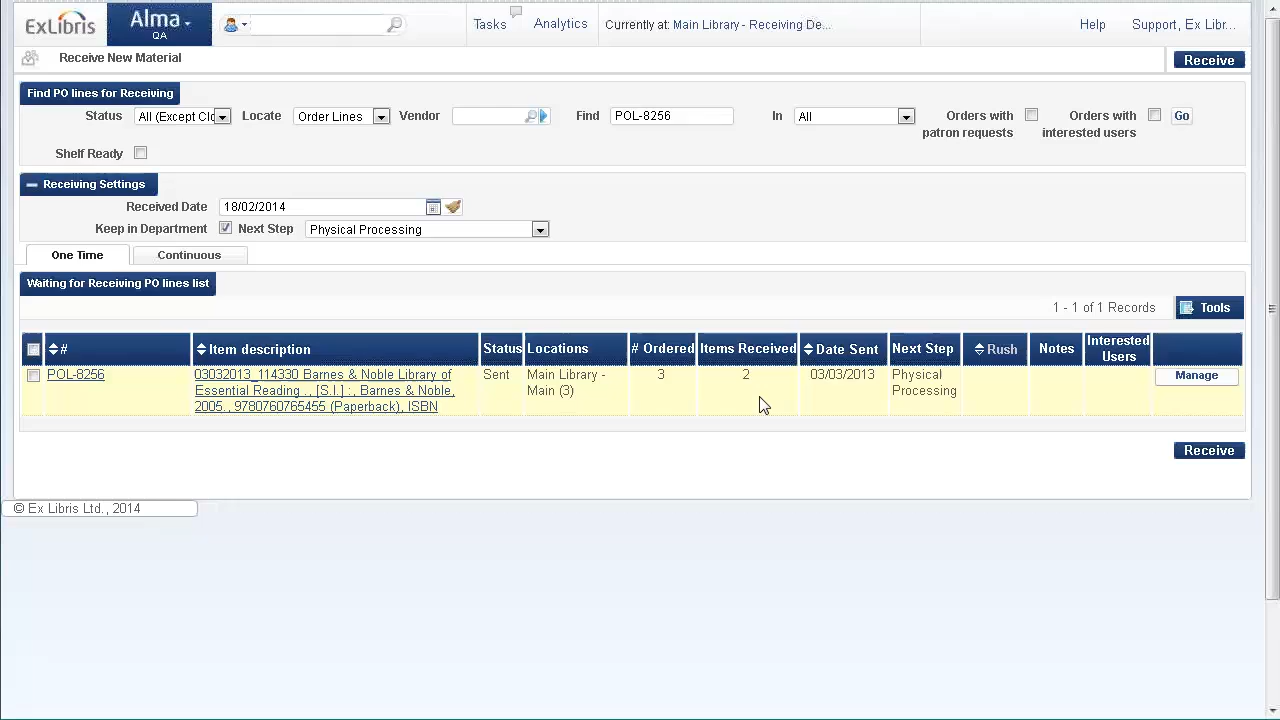 ExLibris
Alma
QA
Tasks
Analytics
Currently at: Main Library - Receiving De...
Help
Support, Ex Libr...
Receive New Material
Receive
Find PO lines for Receiving
Status All (Except Clo Locate Order Lines Vendor Find POL-8256 In All Orders with patron requests Orders with interested users Go
Shelf Ready
Receiving Settings
Received Date 18/02/2014
Keep in Department Next Step Physical Processing
One Time Continuous
Waiting for Receiving PO lines list
1 - 1 of 1 Records Tools
# Item description Status Locations # Ordered Items Received Date Sent Next Step Rush Notes Interested Users
POL-8256 03032013_114330 Barnes & Noble Library of Sent Main Library - 3 2 03/03/2013 Physical Manage
Essential Reading ., [S.l.] :, Barnes & Noble, Main (3) Processing
2005., 9780760765455 (Paperback), ISBN
Receive
© Ex Libris Ltd., 2014